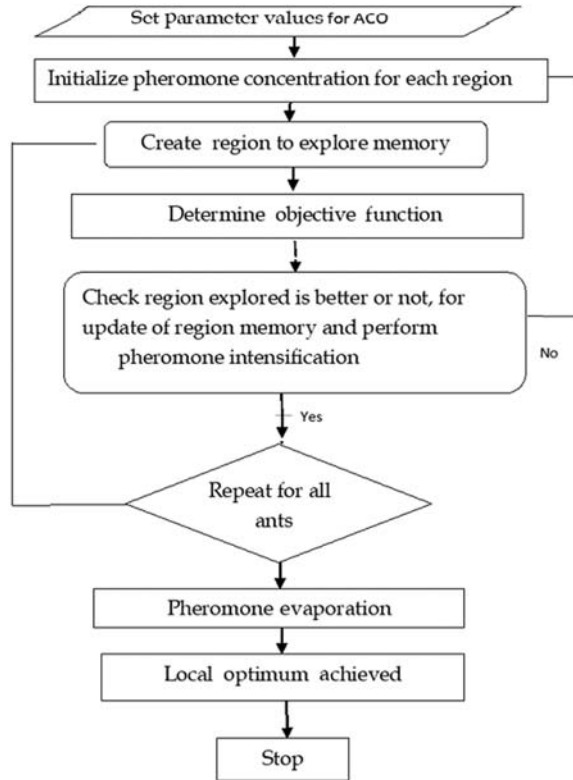 Set parameter values for ACO
Initialize pheromone concentration for each region
Create region to explore memory
Determine objective function
Check region explored is better or not, for
update of region memory and perform
pheromone intensification
No
Yes
Repeat for all
ants
Pheromone evaporation
Local optimum achieved
Stop